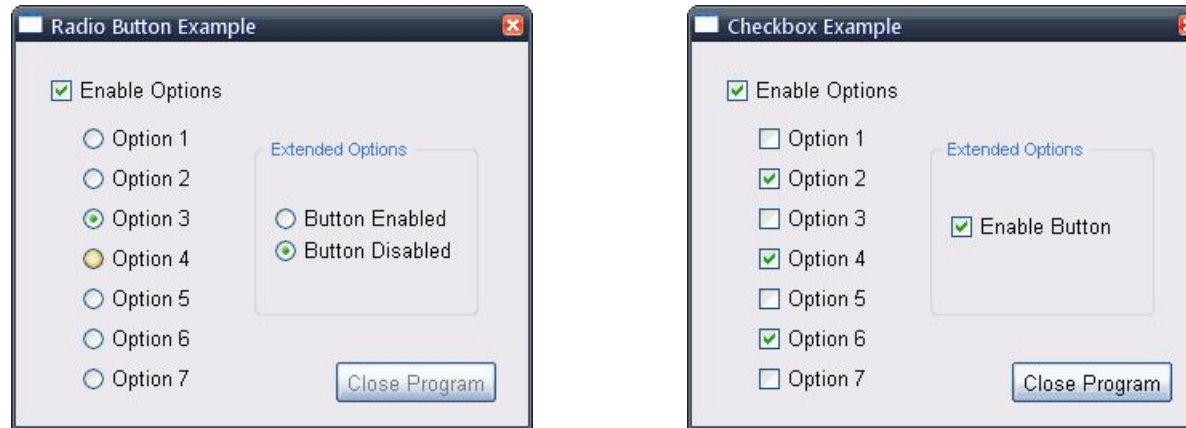 Radio Button Example
Enable Options
Option 1
Option 2
Option 3
Option 4
Option 5
Option 6
Option 7
Extended Options
Button Enabled
Button Disabled
Close Program
Checkbox Example
Enable Options
Option 1
Option 2
Option 3
Option 4
Option 5
Option 6
Option 7
Extended Options
Enable Button
Close Program